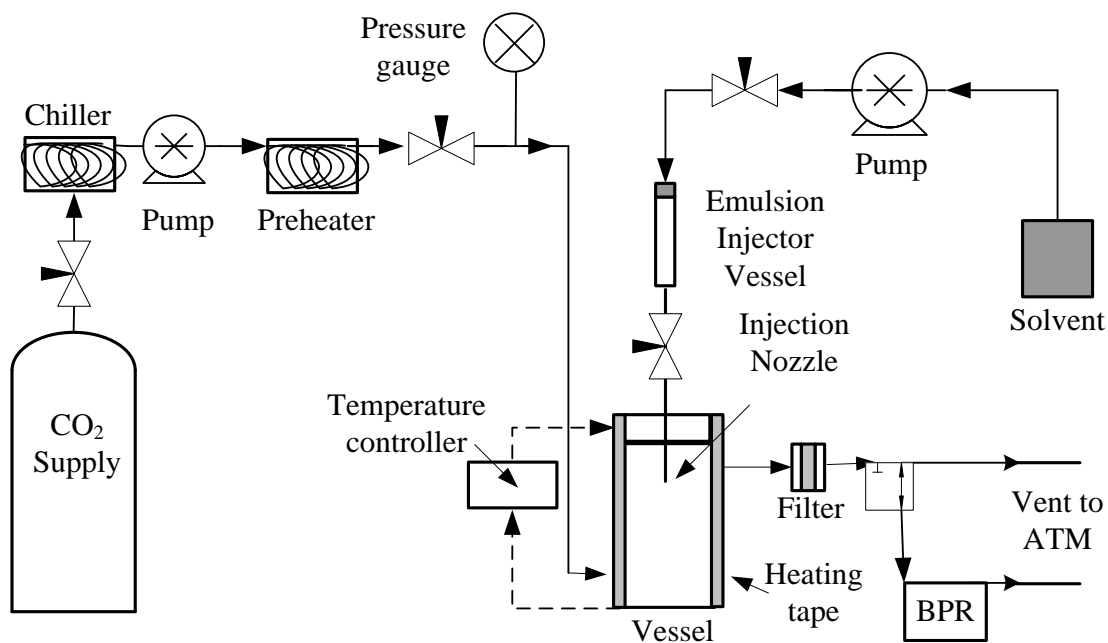 Pressure
gauge
Chiller
Pump
Preheater
Pump
Emulsion
Injector
Vessel
Solvent
Injection
Nozzle
CO₂
Supply
Temperature
controller
Filter
Vent to
ATM
Heating
tape
BPR
Vessel